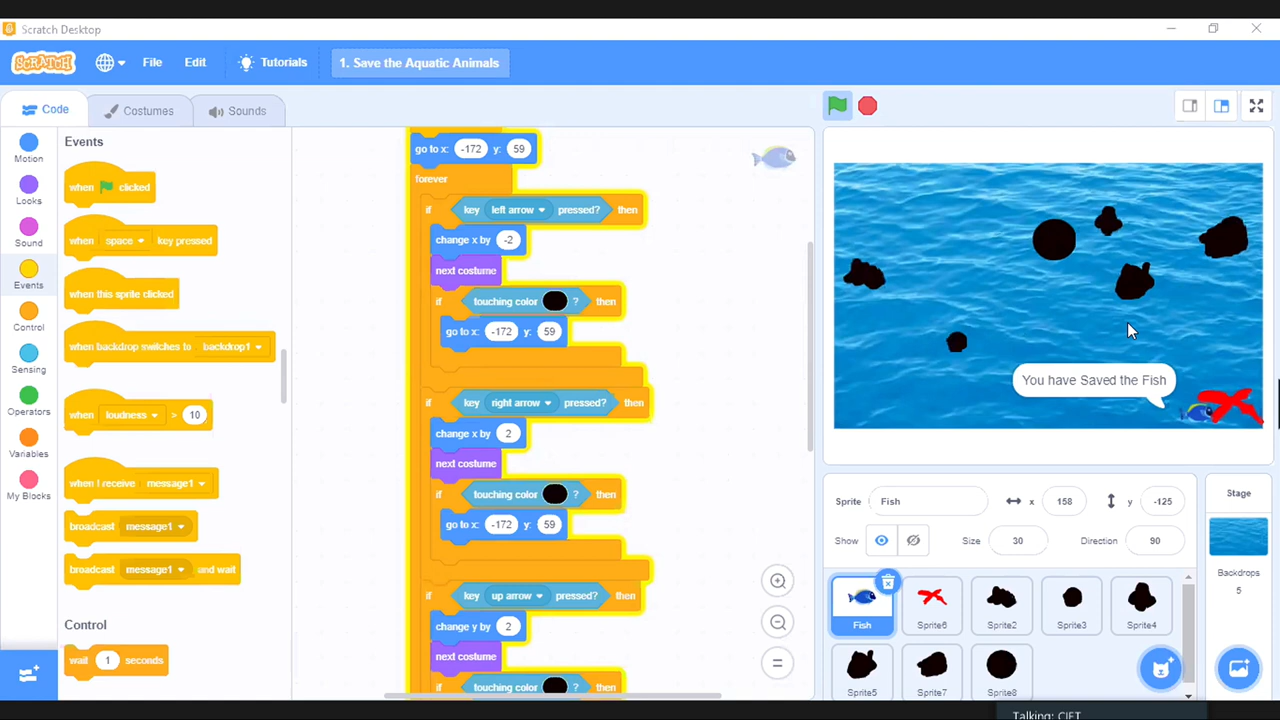 Scratch Desktop
SCRATCH File Edit Tutorials 1. Save the Aquatic Animals
Code Costumes Sounds
Motion
Looks
Sound
Events
Control
Sensing
Operators
Variables
My Blocks
Events
when clicked
when space key pressed
when this sprite clicked
when backdrop switches to backdrop1
when loudness > 10
when I receive message1
broadcast message1
broadcast message1 and wait
Control
wait 1 seconds
go to x: -172 y: 59
forever
if key left arrow pressed? then
change x by -2
next costume
if touching color ? then
go to x: -172 y: 59
if key right arrow pressed? then
change x by 2
next costume
if touching color ? then
go to x: -172 y: 59
if key up arrow pressed? then
change y by 2
next costume
if touching color ? then
You have Saved the Fish
Sprite Fish x 158 y -125
Show Size 30 Direction 90
Fish Sprite6 Sprite2 Sprite3 Sprite4
Sprite5 Sprite7 Sprite8
Stage
Backdrops
5
Talking: CIET